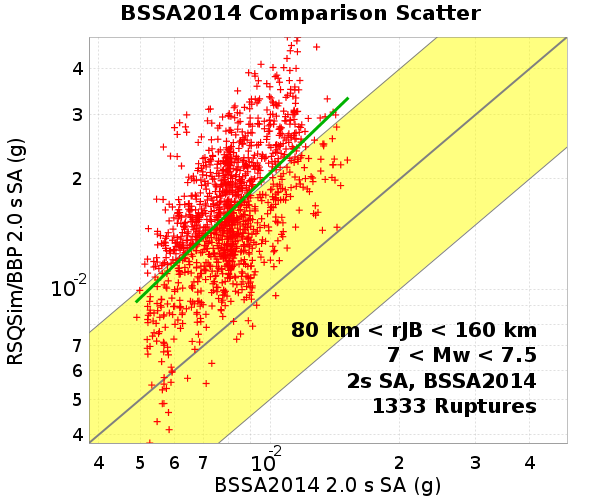 BSSA2014 Comparison Scatter
RSQSim/BBP 2.0 s SA (g)
4
3
2
10-2
7
6
5
4
80 km < rJB < 160 km
7 < Mw < 7.5
2s SA, BSSA2014
1333 Ruptures
4 5 6 7 10-2 2 3 4
BSSA2014 2.0 s SA (g)